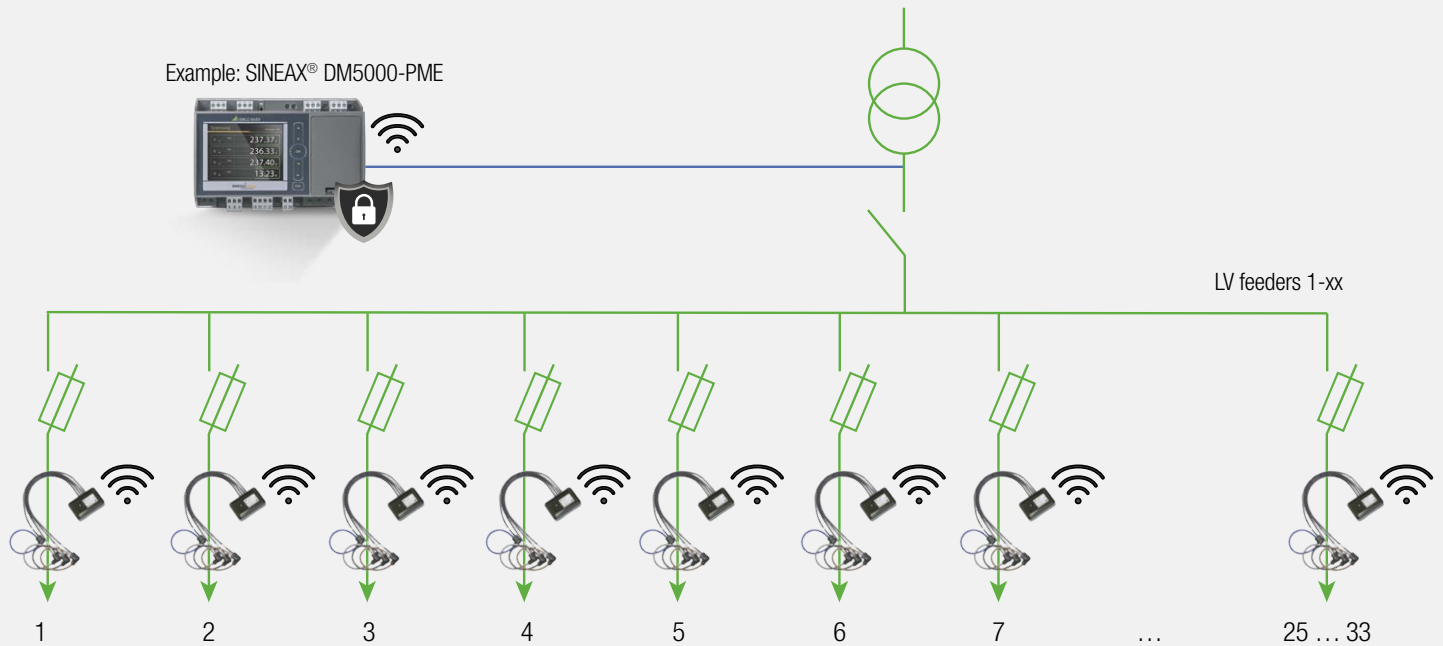 Example: SINEAX® DM5000-PME
237.37
236.33
237.40
13.23
LV feeders 1-xx
1 2 3 4 5 6 7 … 25 … 33